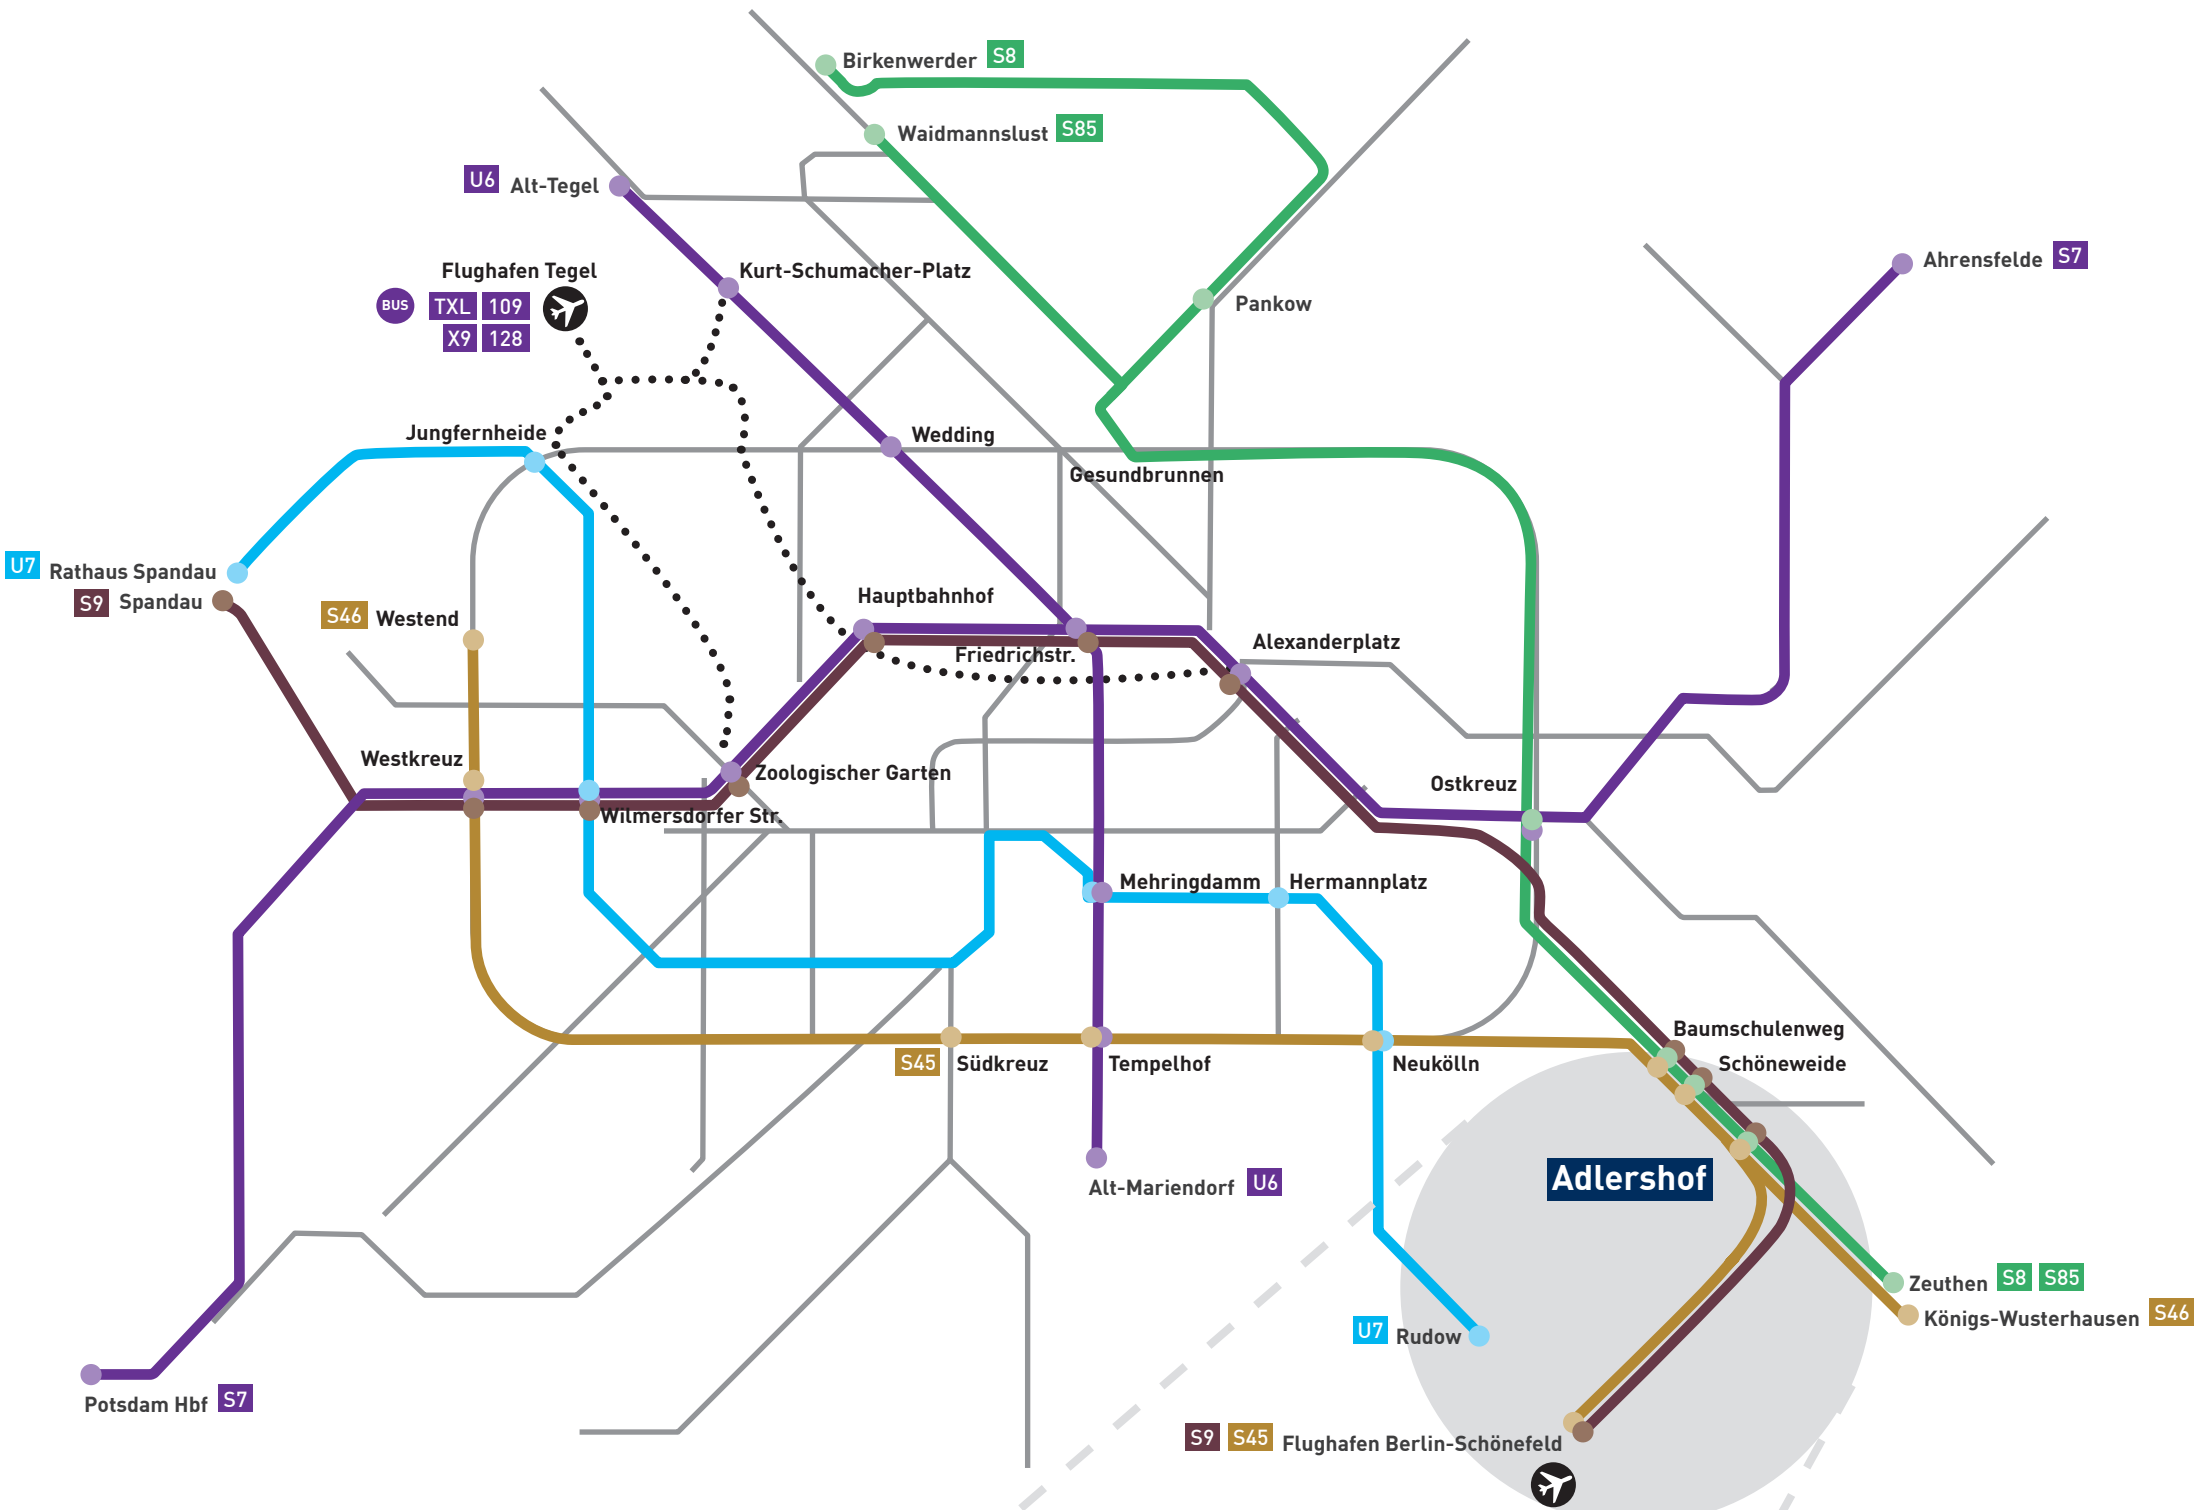 Birkenwerder S8
Waidmannslust S85
U6 Alt-Tegel
Flughafen Tegel
BUS TXL 109
X9 128
Kurt-Schumacher-Platz
Pankow
Ahrensfelde S7
Jungfernheide
Wedding
Gesundbrunnen
U7 Rathaus Spandau
S9 Spandau
S46 Westend
Hauptbahnhof
Friedrichstr.
Alexanderplatz
Westkreuz
Zoologischer Garten
Wilmersdorfer Str.
Ostkreuz
Mehringdamm
Hermannplatz
S45 Südkreuz
Tempelhof
Neukölln
Baumschulenweg
Schöneweide
Adlershof
Alt-Mariendorf U6
Zeuthen S8 S85
Königs-Wusterhausen S46
U7 Rudow
Potsdam Hbf S7
S9 S45 Flughafen Berlin-Schönefeld